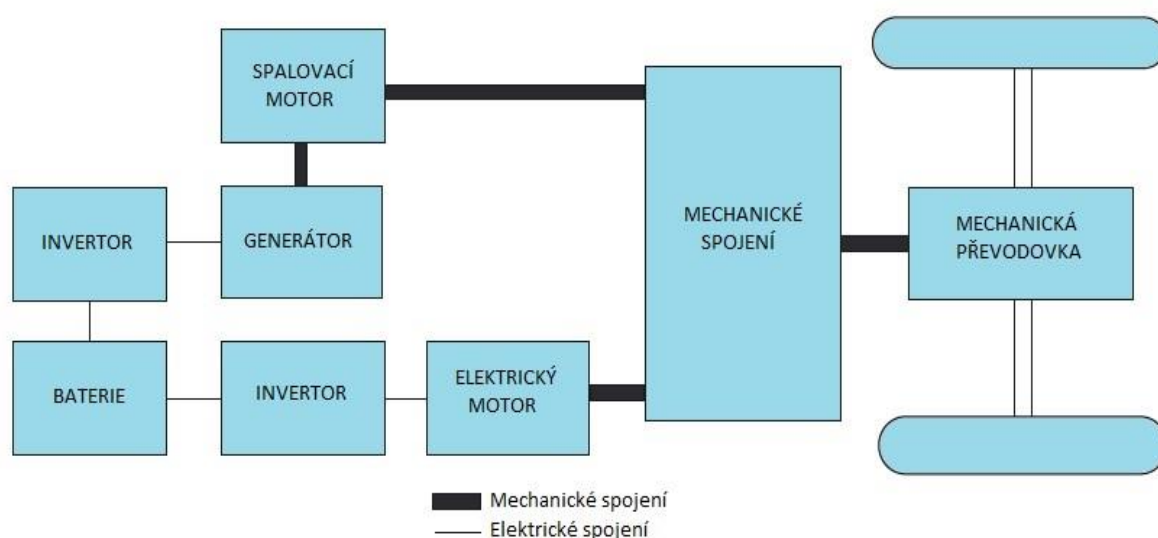 SPALOVACÍ
MOTOR
INVERTOR
GENERÁTOR
MECHANICKÉ
SPOJENÍ
MECHANICKÁ
PŘEVODOVKA
BATERIE
INVERTOR
ELEKTRICKÝ
MOTOR
Mechanické spojení
Elektrické spojení